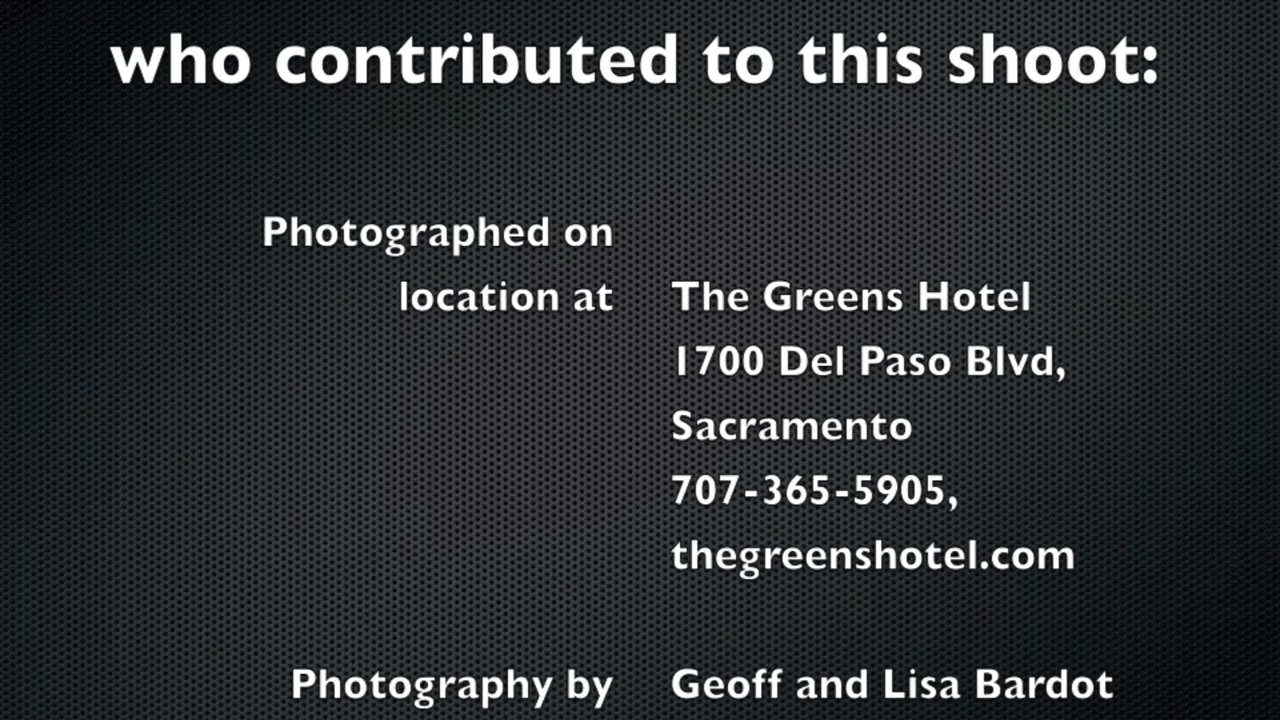 who contributed to this shoot:
Photographed on
location at The Greens Hotel
1700 Del Paso Blvd,
Sacramento
707-365-5905,
thegreenshotel.com
Photography by Geoff and Lisa Bardot